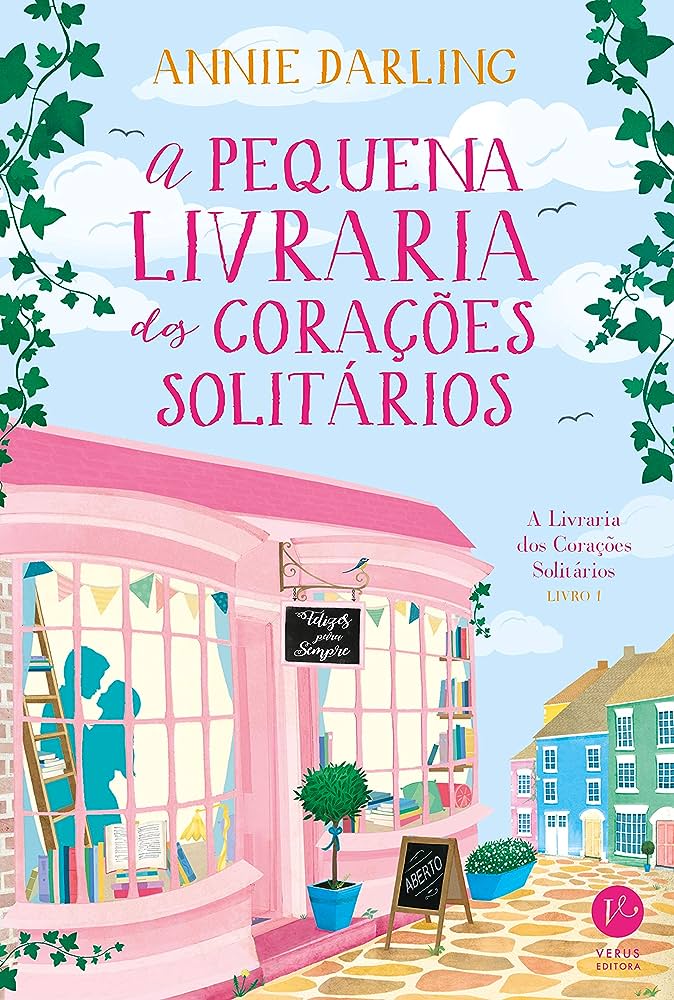 ANNIE DARLING
A PEQUENA
LIVRARIA
dos CORAÇÕES
SOLITÁRIOS
A Livraria
dos Corações
Solitários
LIVRO 1
Felizes
para
Sempre
ABERTO
VERUS
EDITORA